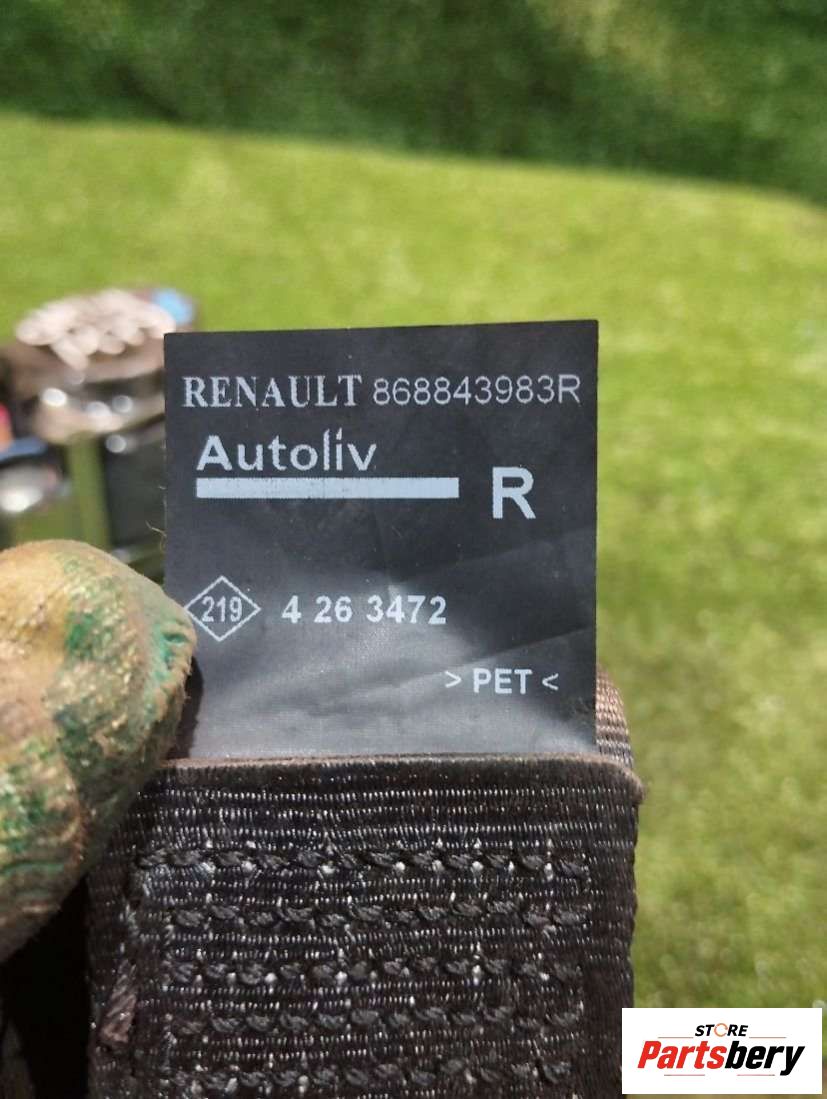 RENAULT 868843983R
Autoliv
R
219 4 26 3472
> PET <
STORE
Partsbery